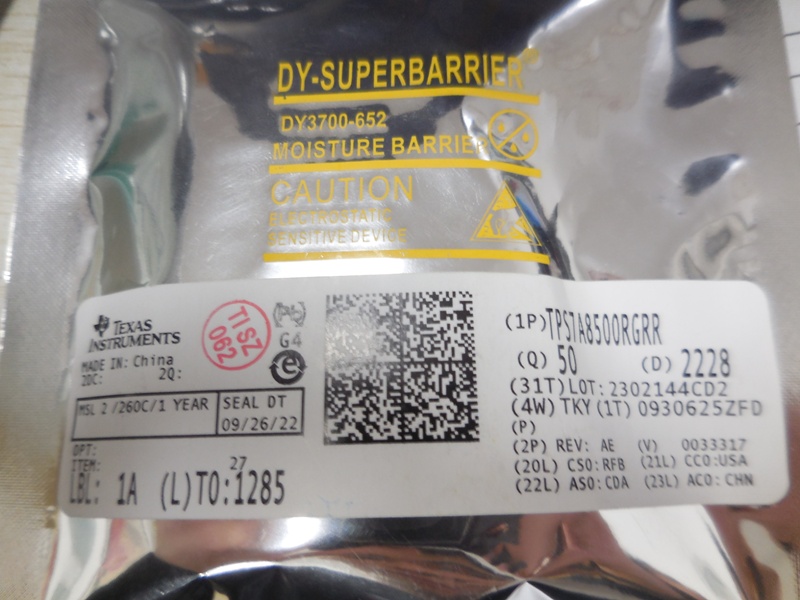 DY-SUPERBARRIER®
DY3700-652
MOISTURE BARRIER
CAUTION
ELECTROSTATIC
SENSITIVE DEVICE
TEXAS
INSTRUMENTS
MADE IN: China
2DC: 2Q:
TI SZ
062
G4
e
MSL 2 /260C/1 YEAR
SEAL DT
09/26/22
OPT:
ITEM:
27
LBL: 1A (L)TO:1285
(1P)TPS7A8500RGRR
(Q) 50 (D) 2228
(31T)LOT: 2302144CD2
(4W) TKY (1T) 0930625ZFD
(P)
(2P) REV: AE (V) 0033317
(20L) CSO: RFB (21L) CCO:USA
(22L) ASO: CDA (23L) ACO: CHN